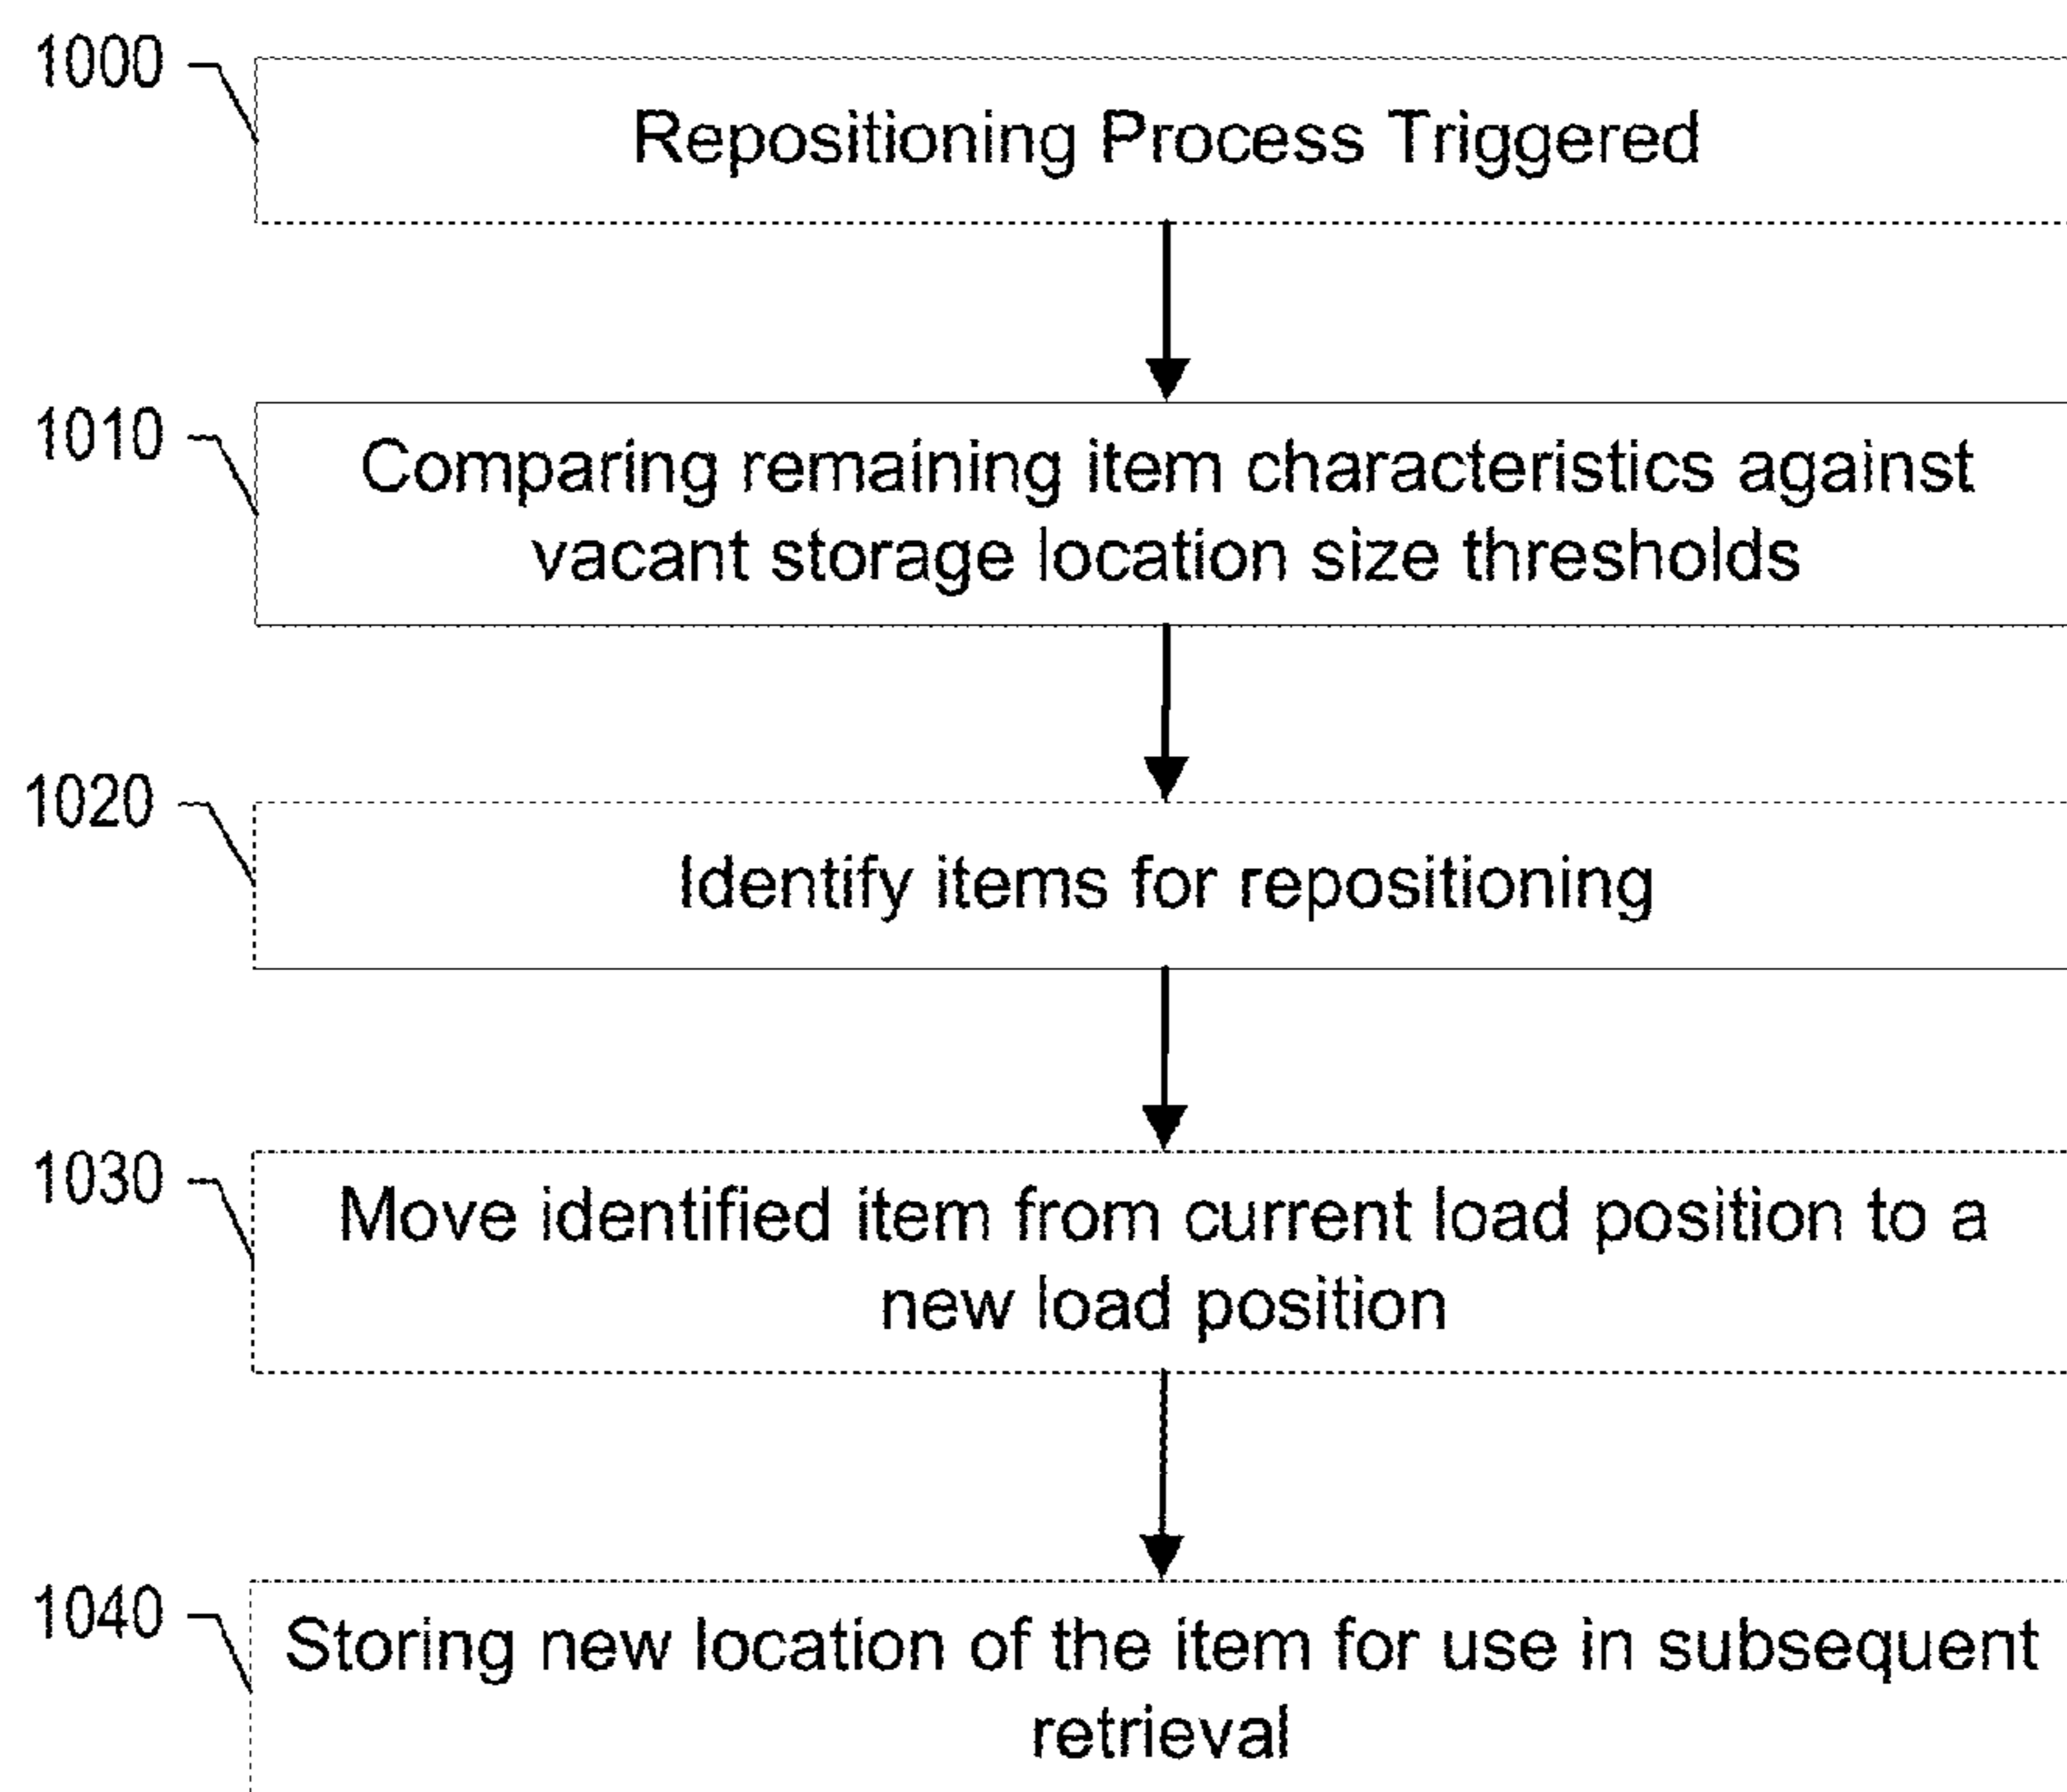 1000
Repositioning Process Triggered
1010
Comparing remaining item characteristics against
vacant storage location size thresholds
1020
Identify items for repositioning
1030
Move identified item from current load position to a
new load position
1040
Storing new location of the item for use in subsequent
retrieval